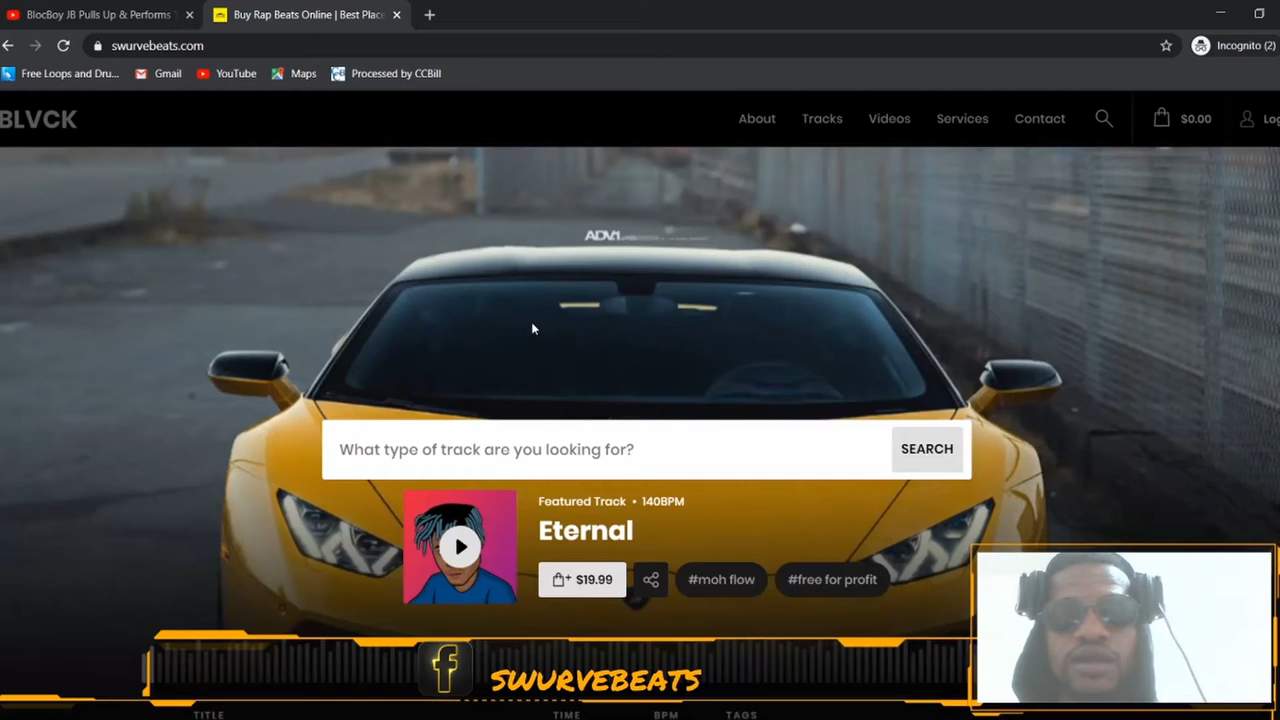 BlocBoy JB Pulls Up & Performs
Buy Rap Beats Online | Best Place
swurvebeats.com
Incognito (2)
Free Loops and Dru...
Gmail
YouTube
Maps
Processed by CCBill
BLVCK
About
Tracks
Videos
Services
Contact
$0.00
Log
ADV1
What type of track are you looking for?
SEARCH
Featured Track • 140BPM
Eternal
$19.99
#moh flow
#free for profit
f
SWURVEBEATS
TITLE
TIME
BPM
TAGS